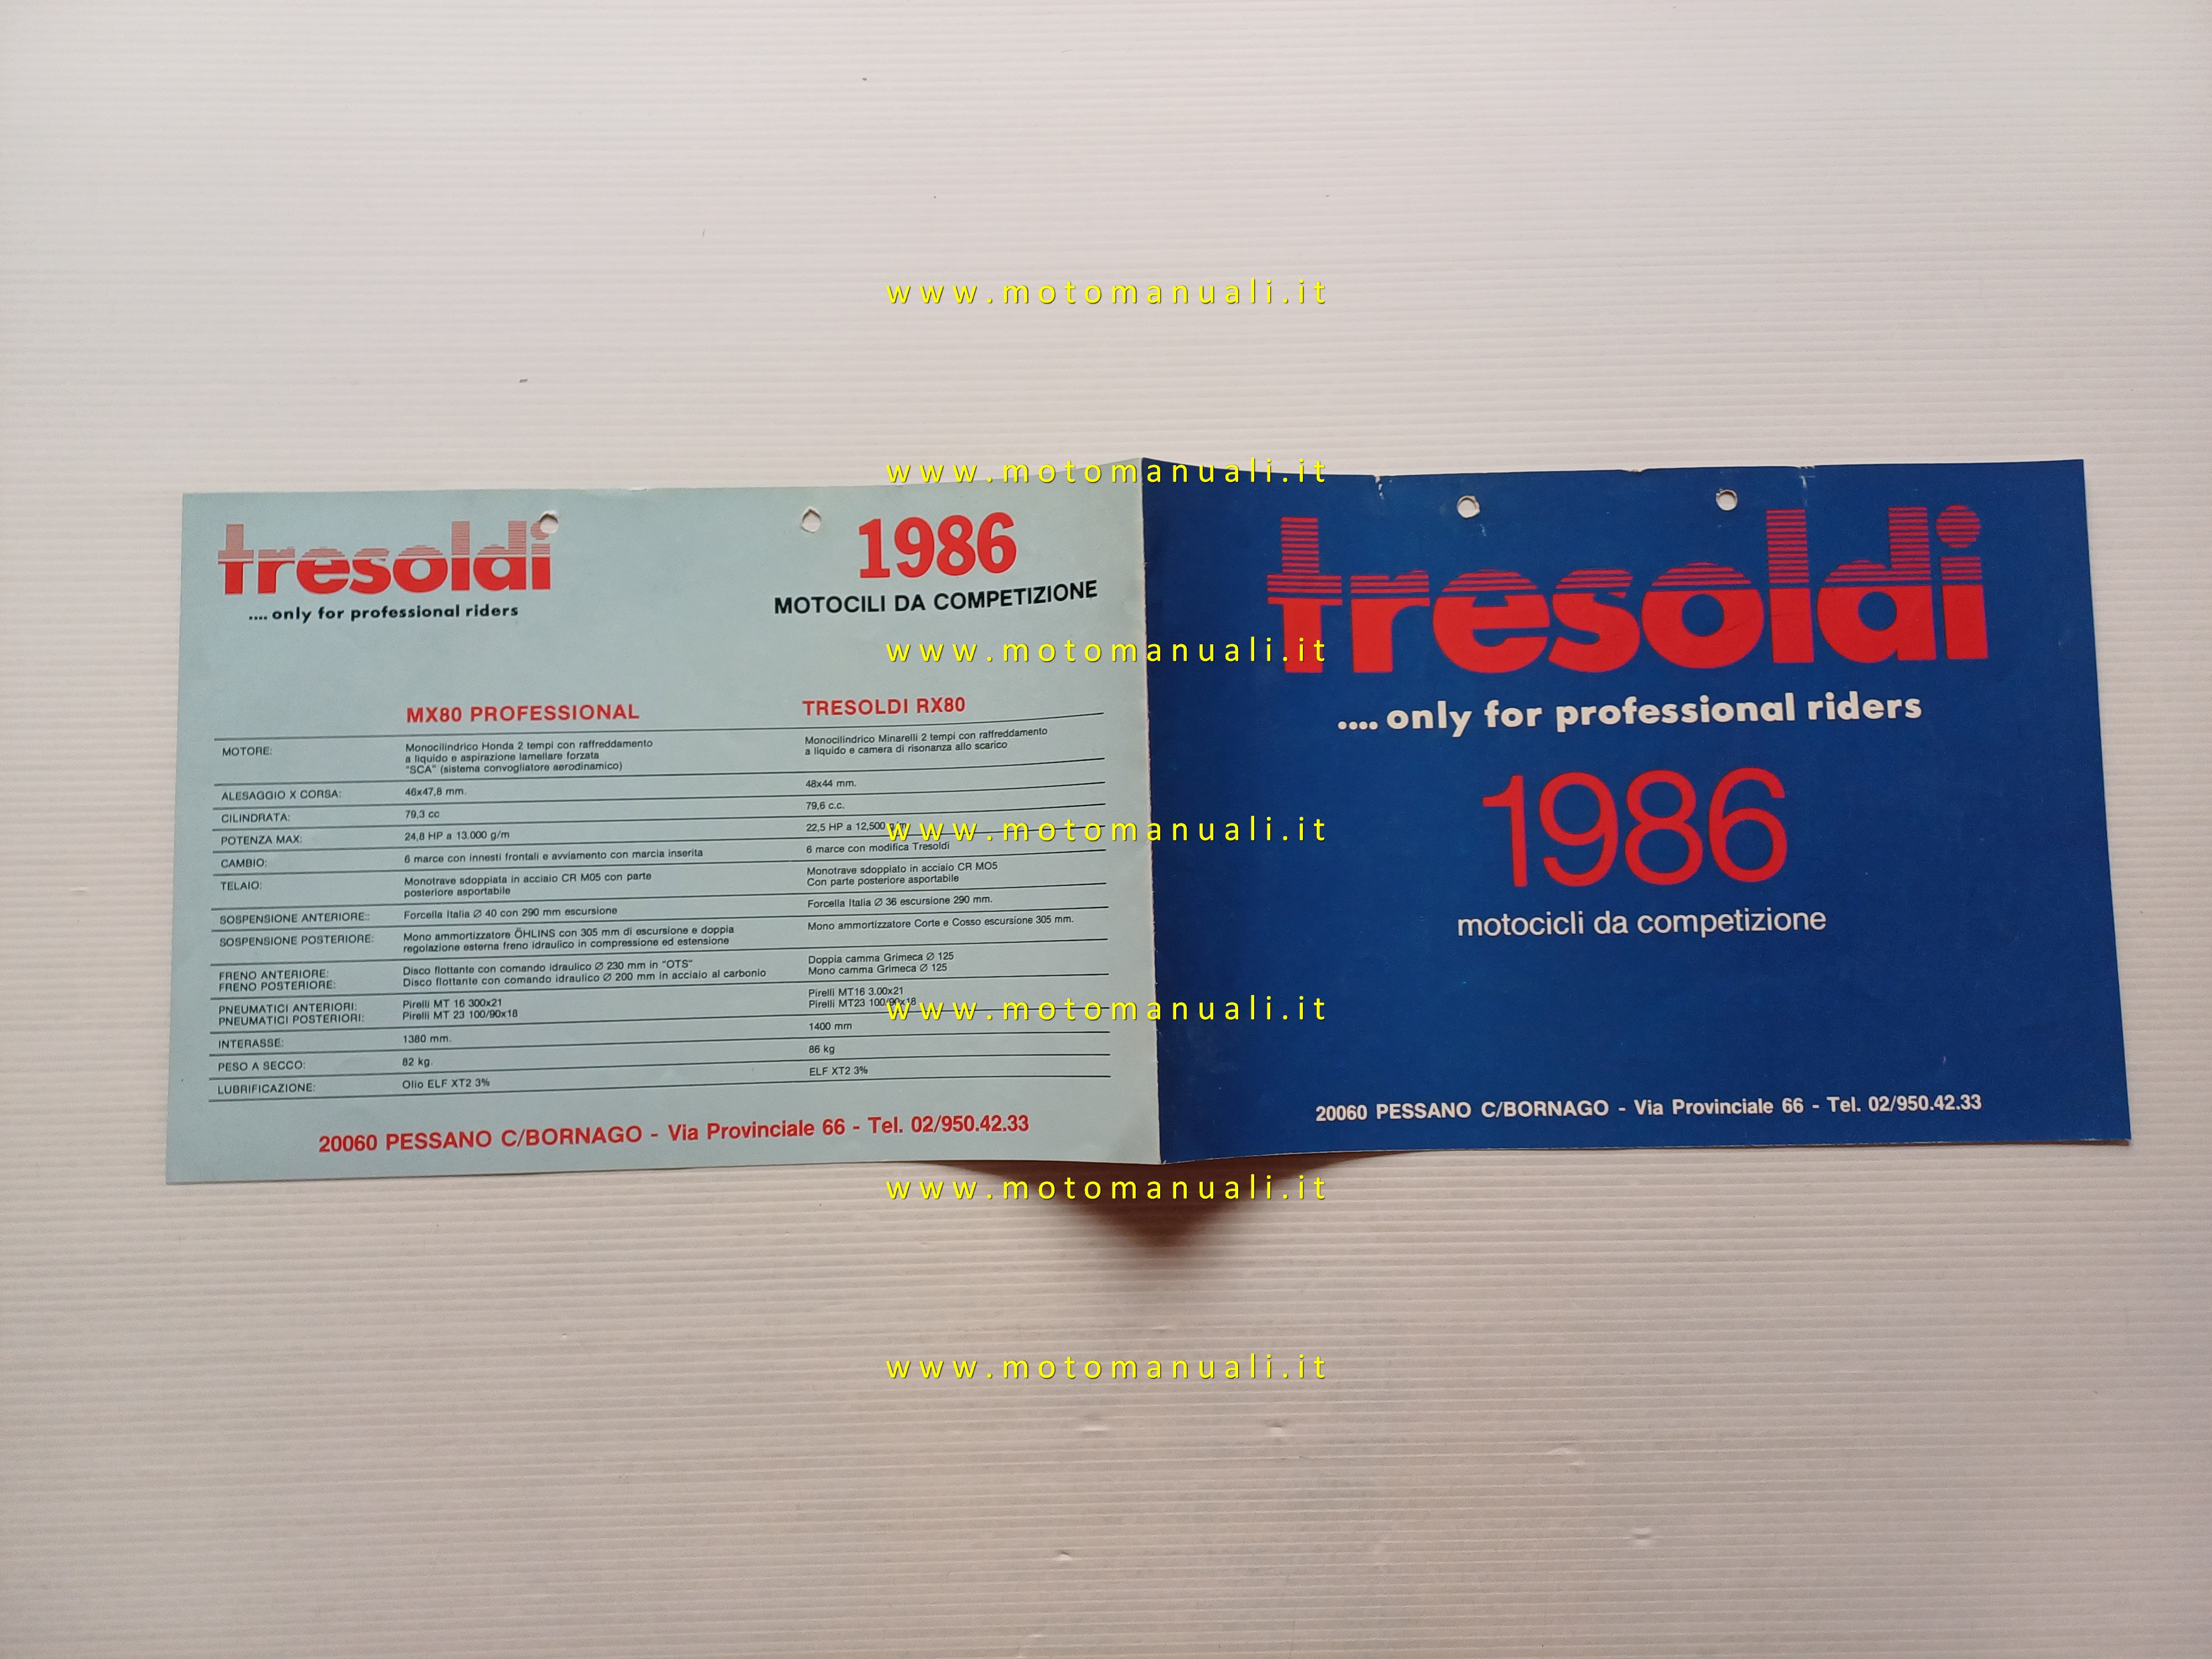 www.motomanuali.it
www.motomanuali.it
www.motomanuali.it
www.motomanuali.it
www.motomanuali.it
www.motomanuali.it
www.motomanuali.it
tresoldi
.... only for professional riders
1986
MOTOCILI DA COMPETIZIONE
MX80 PROFESSIONAL
TRESOLDI RX80
MOTORE:
Monocilindrico Honda 2 tempi con raffreddamento
a liquido e aspirazione lamellare forzata
"SCA" (sistema convogliatore aerodinamico)
Monocilindrico Minarelli 2 tempi con raffreddamento
a liquido e camera di risonanza allo scarico
ALESAGGIO X CORSA:
46x47,8 mm.
48x44 mm.
CILINDRATA:
79,3 cc
79,6 c.c.
POTENZA MAX:
24,8 HP a 13.000 g/m
22,5 HP a 12,500 g/m
CAMBIO:
6 marce con innesti frontali e avviamento con marcia inserita
6 marce con modifica Tresoldi
TELAIO:
Monotrave sdoppiata in acciaio CR M05 con parte
posteriore asportabile
Monotrave sdoppiato in acciaio CR MO5
Con parte posteriore asportabile
SOSPENSIONE ANTERIORE::
Forcella Italia Ø 40 con 290 mm escursione
Forcella Italia Ø 36 escursione 290 mm.
SOSPENSIONE POSTERIORE:
Mono ammortizzatore ÖHLINS con 305 mm di escursione e doppia
regolazione esterna freno idraulico in compressione ed estensione
Mono ammortizzatore Corte e Cosso escursione 305 mm.
FRENO ANTERIORE:
FRENO POSTERIORE:
Disco flottante con comando idraulico Ø 230 mm in "OTS"
Disco flottante con comando idraulico Ø 200 mm in acciaio al carbonio
Doppia camma Grimeca Ø 125
Mono camma Grimeca Ø 125
PNEUMATICI ANTERIORI:
PNEUMATICI POSTERIORI:
Pirelli MT 16 300x21
Pirelli MT 23 100/90x18
Pirelli MT16 3.00x21
Pirelli MT23 100/90x18
INTERASSE:
1380 mm.
1400 mm
PESO A SECCO:
82 kg.
86 kg
LUBRIFICAZIONE:
Olio ELF XT2 3%
ELF XT2 3%
20060 PESSANO C/BORNAGO - Via Provinciale 66 - Tel. 02/950.42.33
tresoldi
.... only for professional riders
1986
motocicli da competizione
20060 PESSANO C/BORNAGO - Via Provinciale 66 - Tel. 02/950.42.33